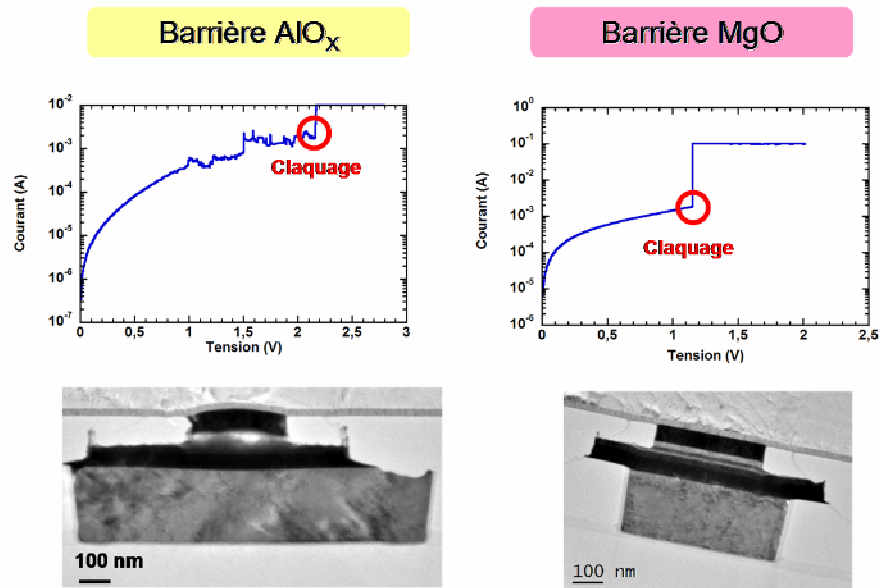 Barrière AlOx
Barrière MgO
10-2
10-3
10-4
10-5
10-6
10-7
Courant (A)
Claquage
0
0,5
1
1,5
2
2,5
3
Tension (V)
100
10-1
10-2
10-3
10-4
10-5
10-6
Courant (A)
Claquage
0
0,5
1
1,5
2
2,5
Tension (V)
100 nm
100 nm